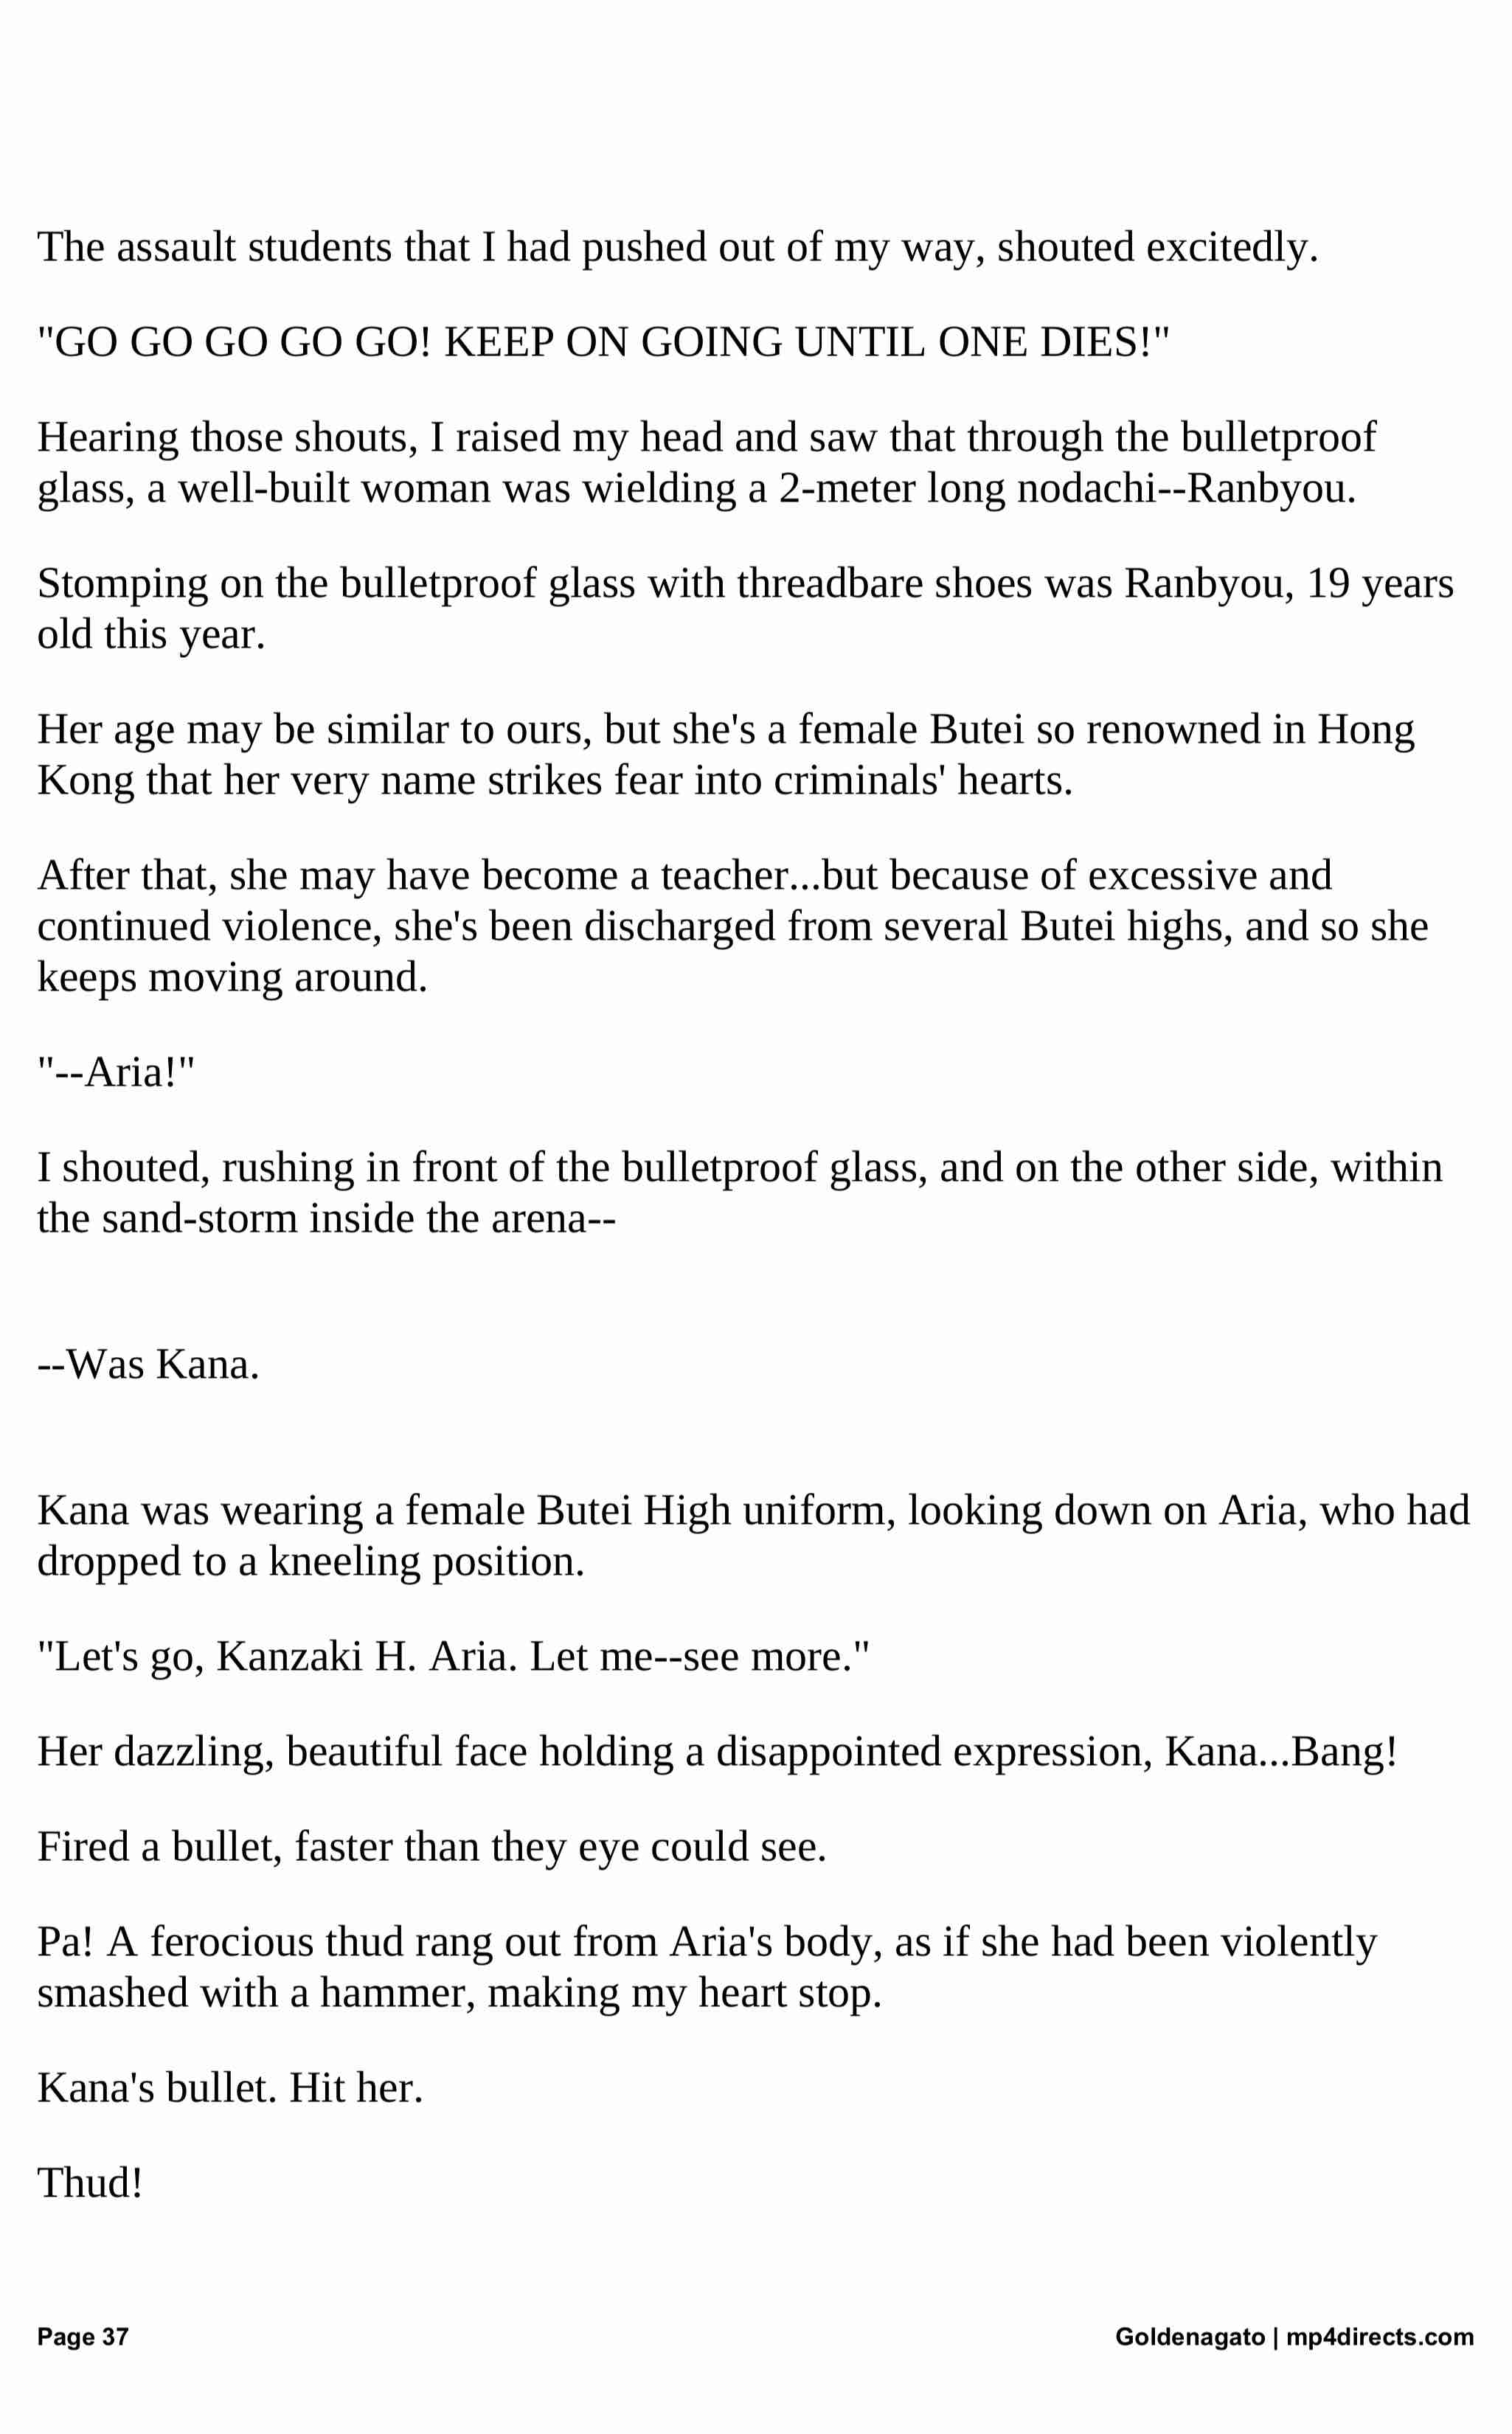 The assault students that I had pushed out of my way, shouted excitedly.
"GO GO GO GO GO! KEEP ON GOING UNTIL ONE DIES!"
Hearing those shouts, I raised my head and saw that through the bulletproof
glass, a well-built woman was wielding a 2-meter long nodachi--Ranbyou.
Stomping on the bulletproof glass with threadbare shoes was Ranbyou, 19 years
old this year.
Her age may be similar to ours, but she's a female Butei so renowned in Hong
Kong that her very name strikes fear into criminals' hearts.
After that, she may have become a teacher...but because of excessive and
continued violence, she's been discharged from several Butei highs, and so she
keeps moving around.
"--Aria!"
I shouted, rushing in front of the bulletproof glass, and on the other side, within
the sand-storm inside the arena--
--Was Kana.
Kana was wearing a female Butei High uniform, looking down on Aria, who had
dropped to a kneeling position.
"Let's go, Kanzaki H. Aria. Let me--see more."
Her dazzling, beautiful face holding a disappointed expression, Kana...Bang!
Fired a bullet, faster than they eye could see.
Pa! A ferocious thud rang out from Aria's body, as if she had been violently
smashed with a hammer, making my heart stop.
Kana's bullet. Hit her.
Thud!
Page 37
Goldenagato | mp4directs.com